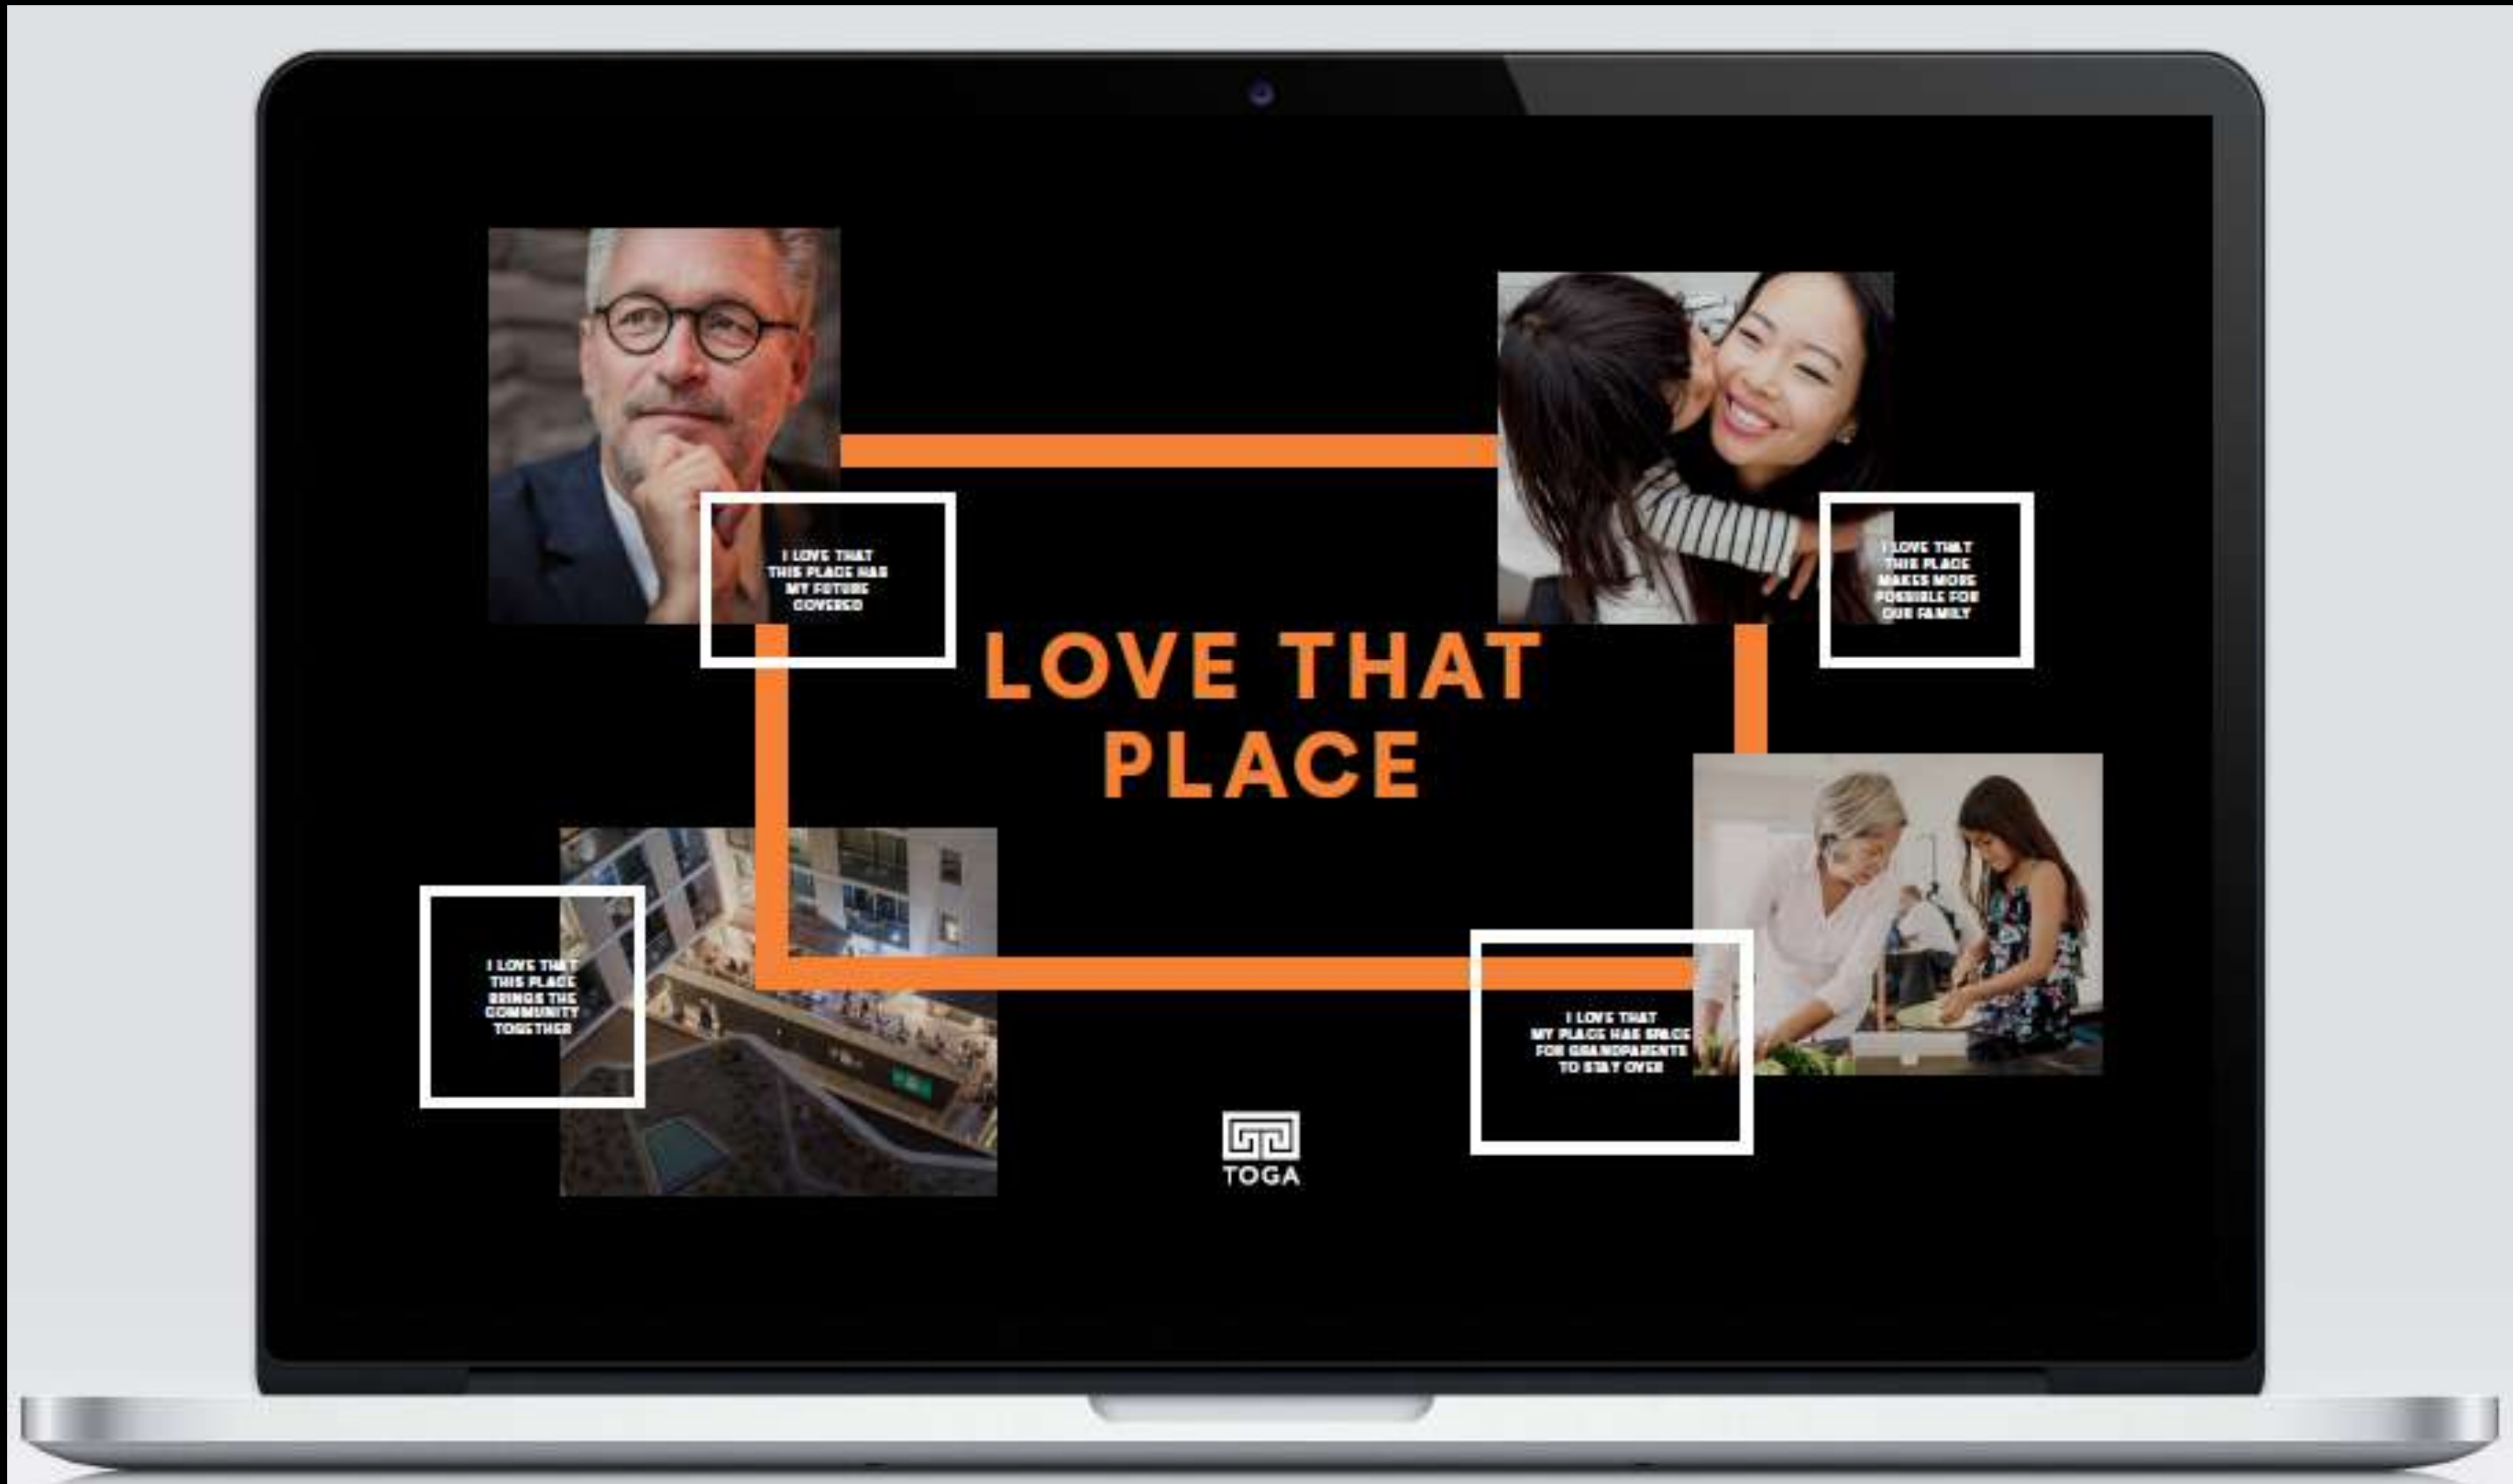 I LOVE THAT
THIS PLACE HAS
MY FUTURE
COVERED
I LOVE THAT
THIS PLACE
MAKES MORE
POSSIBLE FOR
OUR FAMILY
LOVE THAT
PLACE
I LOVE THAT
THIS PLACE
BRINGS THE
COMMUNITY
TOGETHER
I LOVE THAT
MY PLACE HAS SPACE
FOR GRANDPARENTS
TO STAY OVER
TOGA